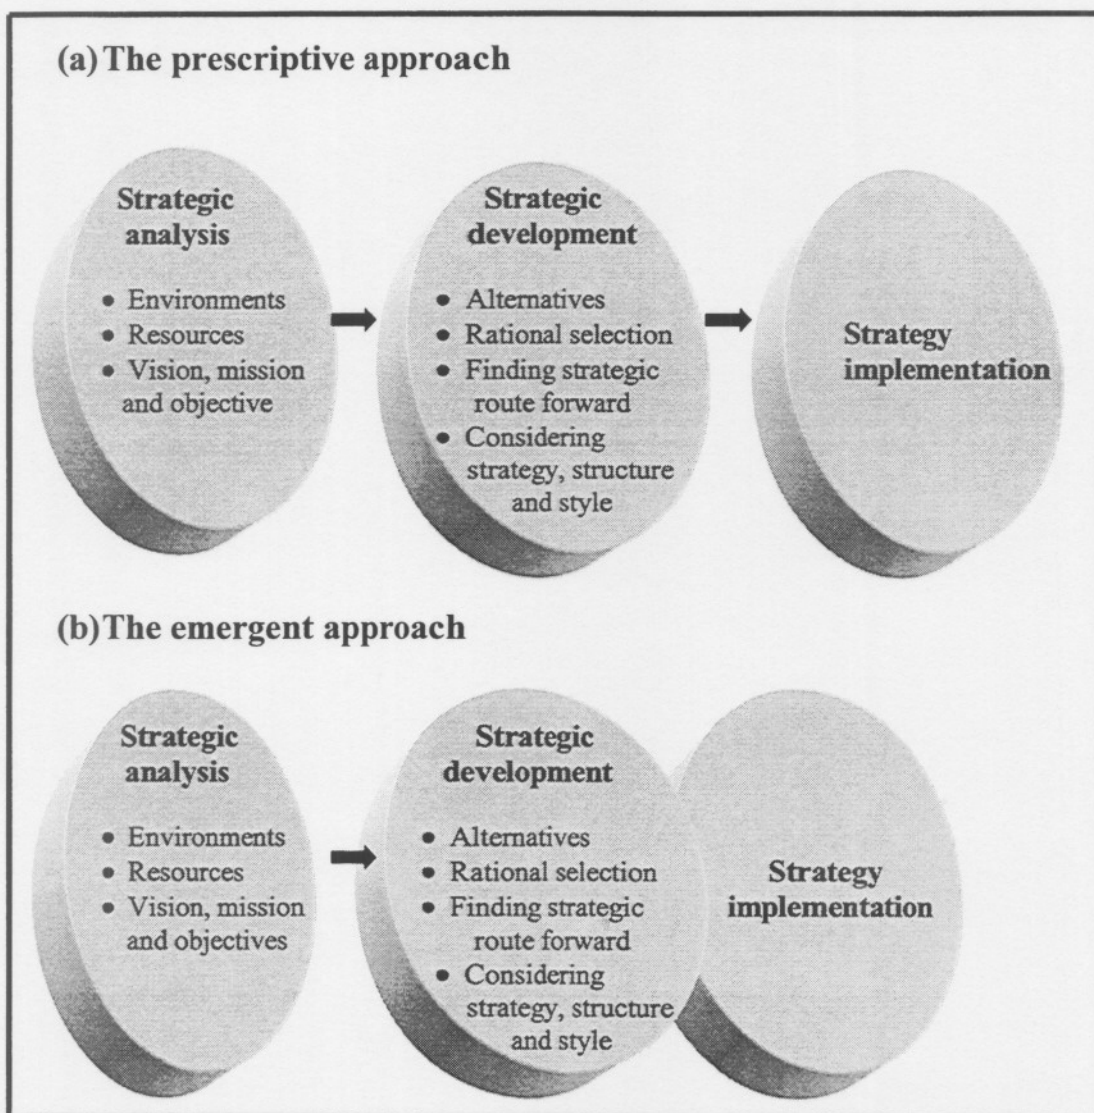 (a) The prescriptive approach
Strategic
analysis
• Environments
• Resources
• Vision, mission
and objective
Strategic
development
• Alternatives
• Rational selection
• Finding strategic
route forward
• Considering
strategy, structure
and style
Strategy
implementation
(b) The emergent approach
Strategic
analysis
• Environments
• Resources
• Vision, mission
and objectives
Strategic
development
• Alternatives
• Rational selection
• Finding strategic
route forward
• Considering
strategy, structure
and style
Strategy
implementation